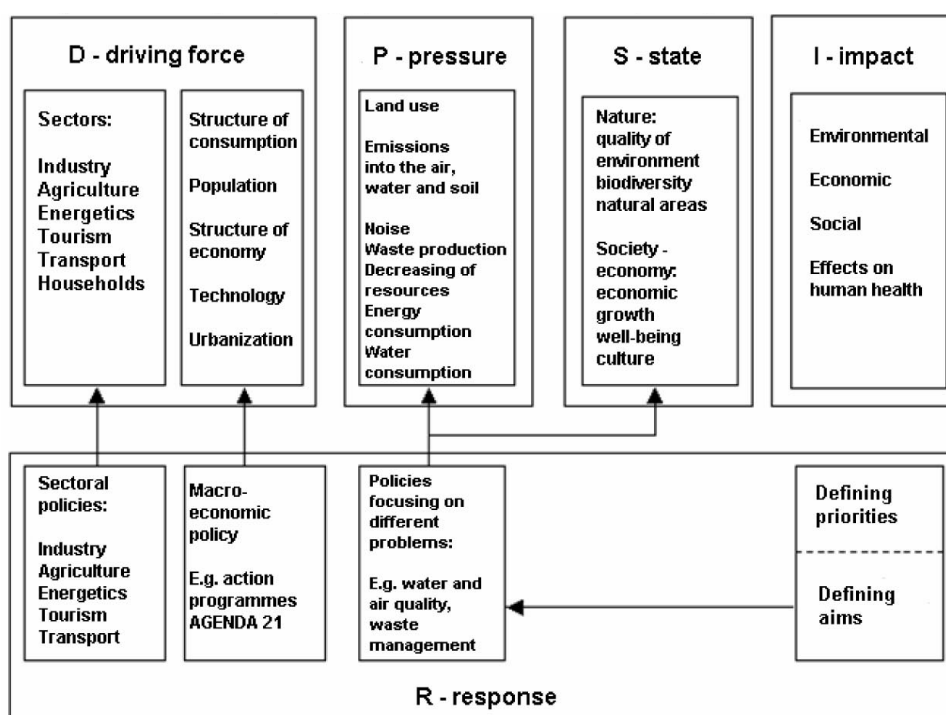 D - driving force
Sectors:
Industry
Agriculture
Energetics
Tourism
Transport
Households
Structure of
consumption
Population
Structure of
economy
Technology
Urbanization
P - pressure
Land use
Emissions
into the air,
water and soil
Noise
Waste production
Decreasing of
resources
Energy
consumption
Water
consumption
S - state
Nature:
quality of
environment
biodiversity
natural areas
Society -
economy:
economic
growth
well-being
culture
I - impact
Environmental
Economic
Social
Effects on
human health
Sectoral
policies:
Industry
Agriculture
Energetics
Tourism
Transport
Macro-
economic
policy
E.g. action
programmes
AGENDA 21
Policies
focusing on
different
problems:
E.g. water and
air quality,
waste
management
Defining
priorities
Defining
aims
R - response